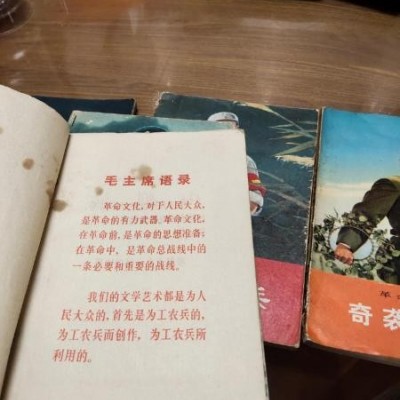 毛主席语录
革命文化，对于人民大众，
是革命的有力武器。革命文化，
在革命前，是革命的思想准备；
在革命中，是革命总战线中的
一条必要和重要的战线。
我们的文学艺术都是为人
民大众的，首先是为工农兵的，
为工农兵而创作，为工农兵所
利用的。
兵
革
奇袭